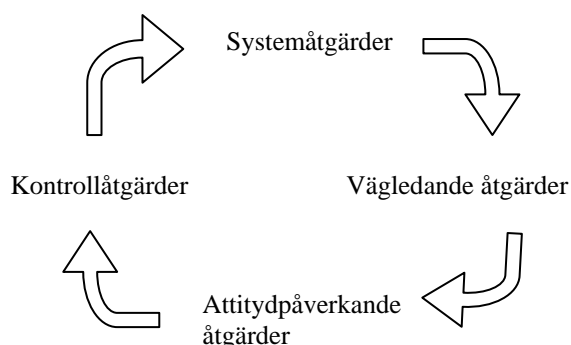 Systemåtgärder
Kontrollåtgärder
Vägledande åtgärder
Attitydpåverkande
åtgärder